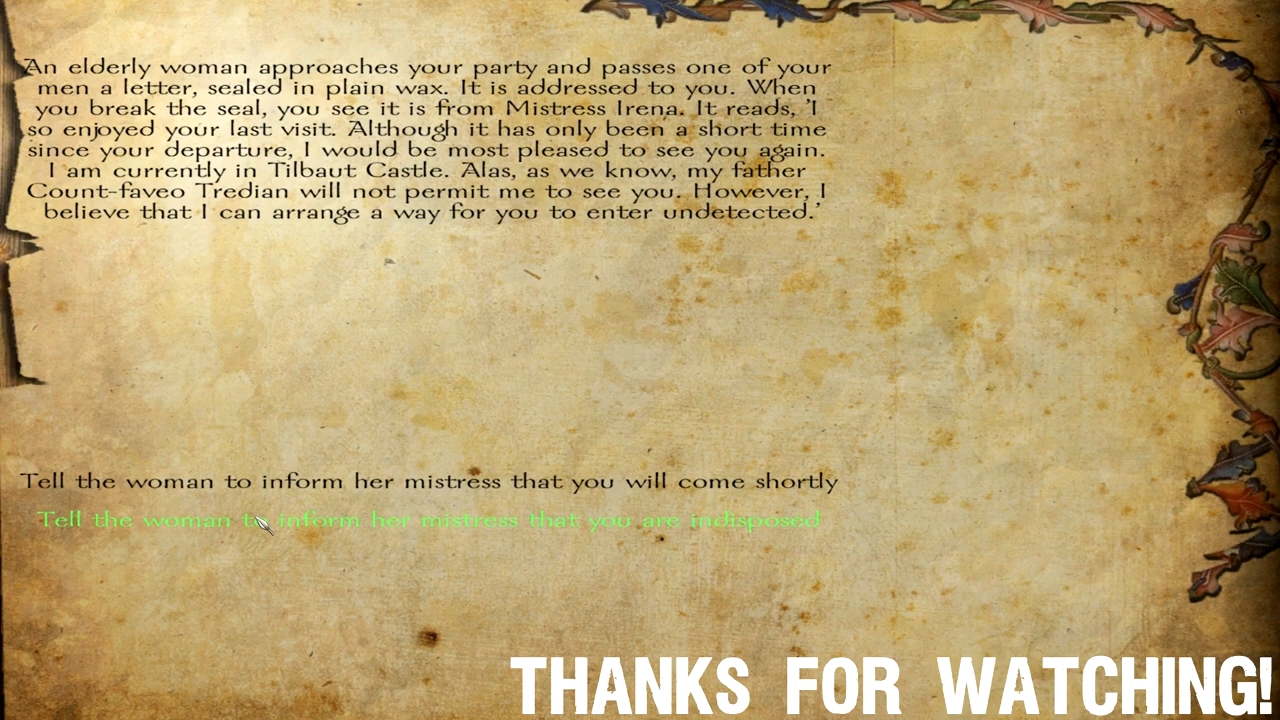 An elderly woman approaches your party and passes one of your
men a letter, sealed in plain wax. It is addressed to you. When
you break the seal, you see it is from Mistress Irena. It reads, 'I
so enjoyed your last visit. Although it has only been a short time
since your departure, I would be most pleased to see you again.
I am currently in Tilbaut Castle. Alas, as we know, my father
Count-faveo Tredian will not permit me to see you. However, I
believe that I can arrange a way for you to enter undetected.'
Tell the woman to inform her mistress that you will come shortly
Tell the woman to inform her mistress that you are indisposed
THANKS FOR WATCHING!